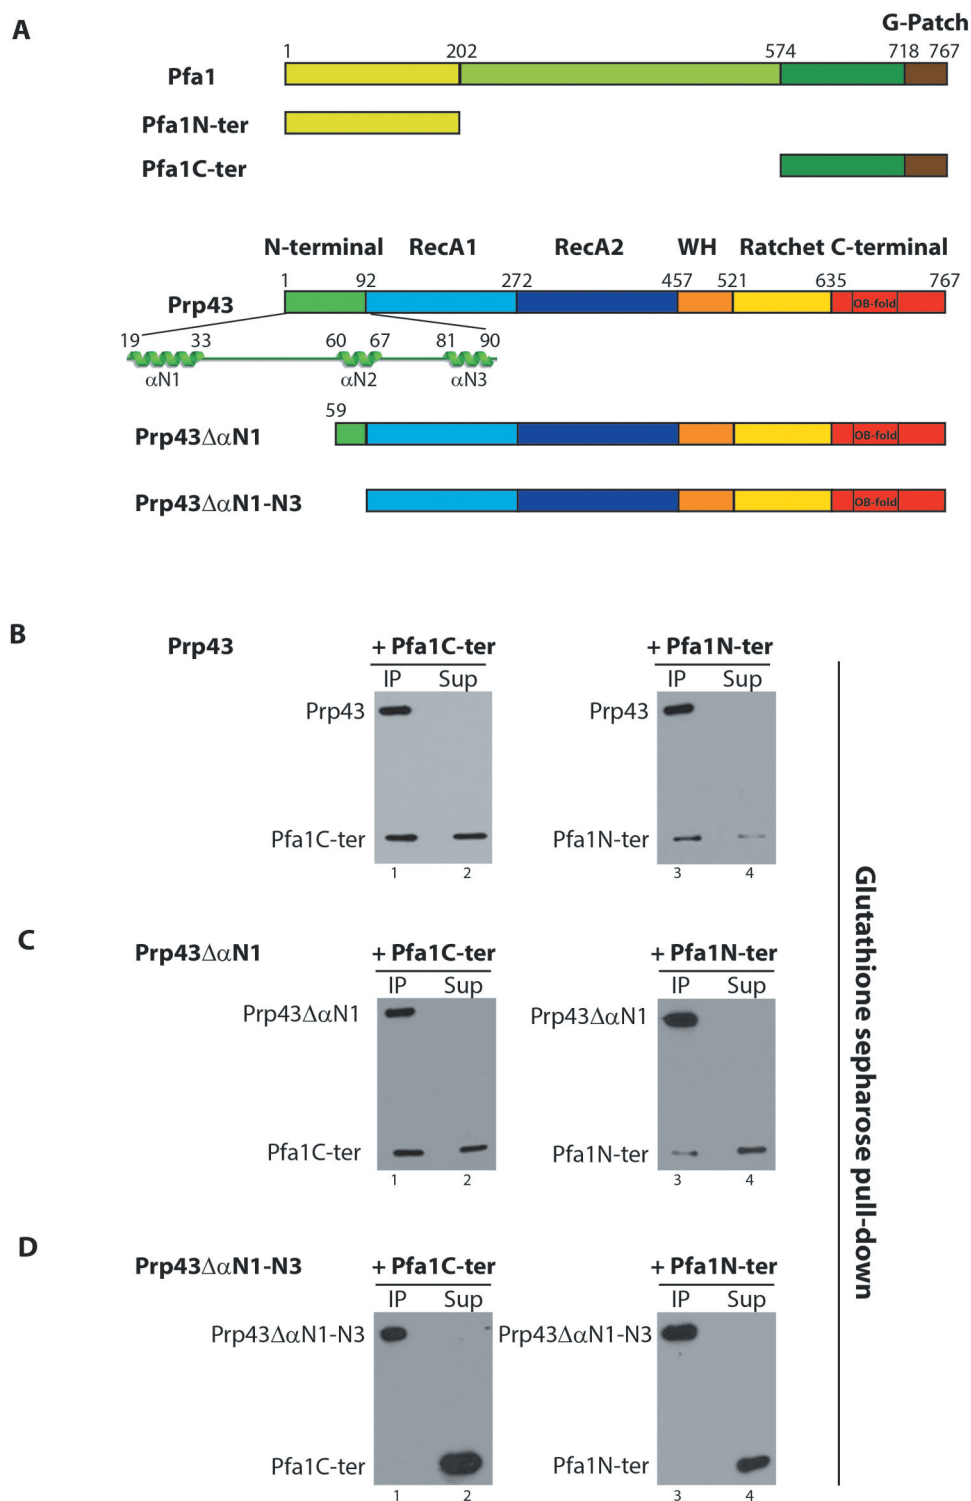 A
G-Patch
1 202 574 718 767
Pfa1
Pfa1N-ter
Pfa1C-ter
N-terminal RecA1 RecA2 WH Ratchet C-terminal
1 92 272 457 521 635 767
Prp43 OB-fold
19 33 60 67 81 90
αN1 αN2 αN3
59
Prp43ΔαN1 OB-fold
Prp43ΔαN1-N3 OB-fold
B
Prp43 + Pfa1C-ter + Pfa1N-ter
IP Sup IP Sup
Prp43 Prp43
Pfa1C-ter Pfa1N-ter
1 2 3 4
C
Prp43ΔαN1 + Pfa1C-ter + Pfa1N-ter
IP Sup IP Sup
Prp43ΔαN1 Prp43ΔαN1
Pfa1C-ter Pfa1N-ter
1 2 3 4
D
Prp43ΔαN1-N3 + Pfa1C-ter + Pfa1N-ter
IP Sup IP Sup
Prp43ΔαN1-N3 Prp43ΔαN1-N3
Pfa1C-ter Pfa1N-ter
1 2 3 4
Glutathione sepharose pull-down